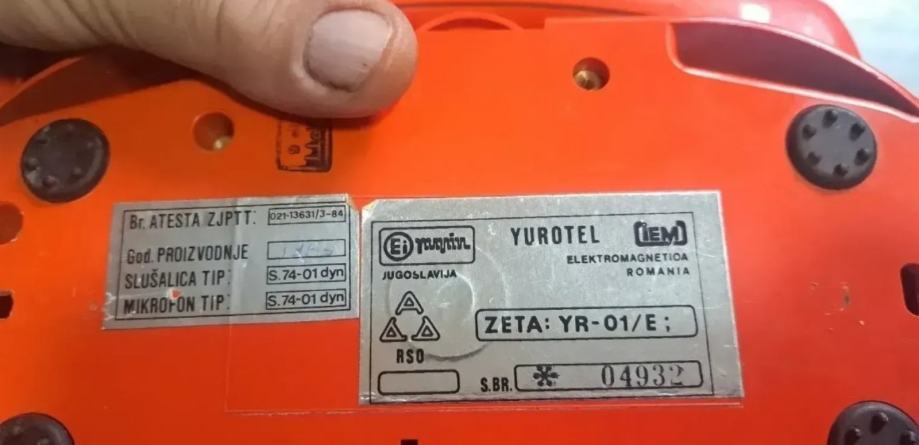 Br. ATESTA ZJPTT: 021-13631/3-84
God. PROIZVODNJE
SLUŠALICA TIP: S.74-01 dyn
MIKROFON TIP: S.74-01 dyn
Ei
JUGOSLAVIJA
YUROTEL
IEM
ELEKTROMAGNETICA
ROMANIA
RSO
ZETA: YR-01/E ;
S.BR. * 04932